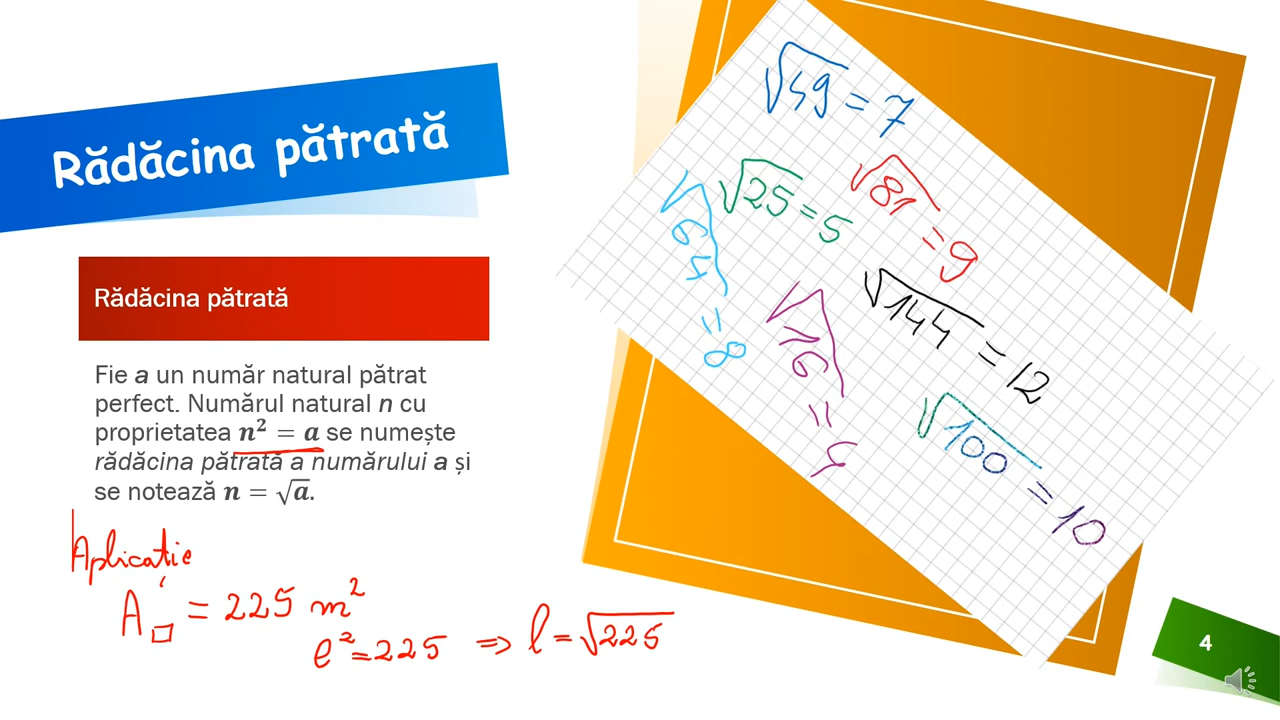 Rădăcina pătrată
Rădăcina pătrată
Fie a un număr natural pătrat
perfect. Numărul natural n cu
proprietatea n² = a se numește
rădăcina pătrată a numărului a și
se notează n = √a.
Aplicație
A□ = 225 m²
l² = 225 => l = √225
√49 = 7
√25 = 5
√81 = 9
√64 = 8
√16 = 4
√144 = 12
√100 = 10
4